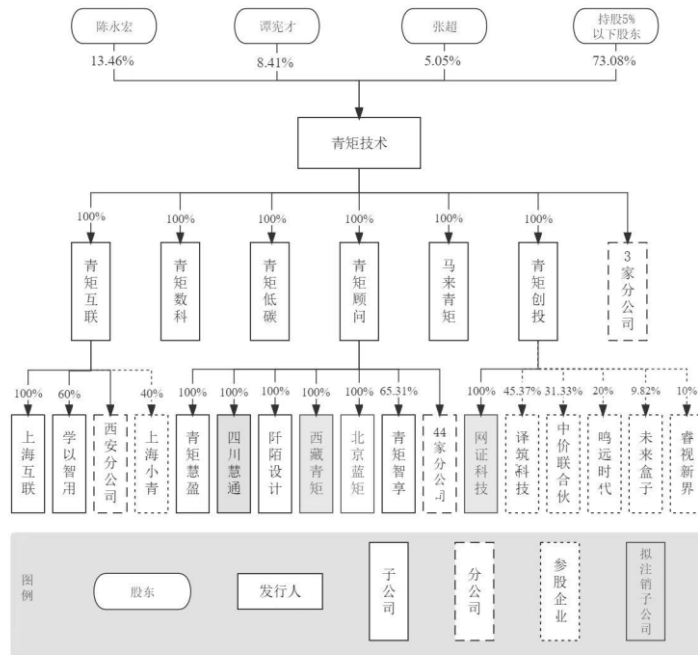 陈永宏
谭宪才
张超
持股5%
以下股东
13.46%
8.41%
5.05%
73.08%
青矩技术
100%
100%
100%
100%
100%
100%
青矩互联
青矩数科
青矩低碳
青矩顾问
马来青矩
青矩创投
3家分公司
100%
60%
40%
100%
100%
100%
100%
100%
65.31%
100%
45.37%
31.33%
20%
9.82%
10%
上海互联
学以智用
西安分公司
上海小青
青矩慧盈
四川慧通
阡陌设计
西藏青矩
北京蓝矩
青矩智享
44家分公司
网证科技
译筑科技
中价联合伙
鸣远时代
未来盒子
睿视新界
图例
股东
发行人
子公司
分公司
参股企业
拟注销子公司